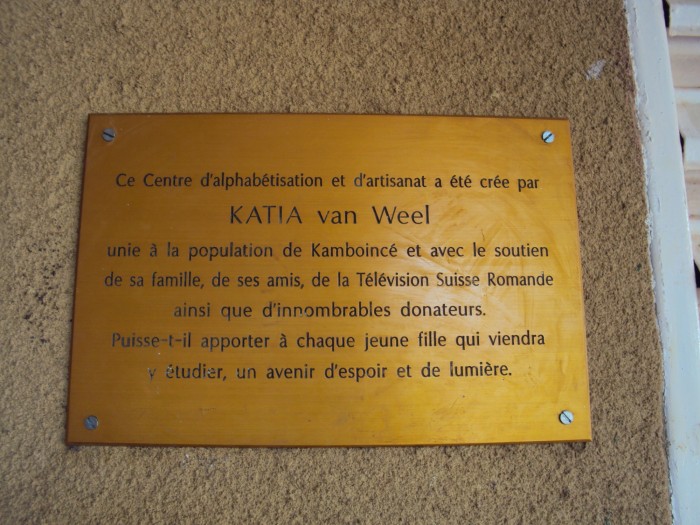 Ce Centre d'alphabétisation et d'artisanat a été crée par
KATIA van Weel
unie à la population de Kamboincé et avec le soutien
de sa famille, de ses amis, de la Télévision Suisse Romande
ainsi que d'innombrables donateurs.
Puisse-t-il apporter à chaque jeune fille qui viendra
y étudier, un avenir d'espoir et de lumière.